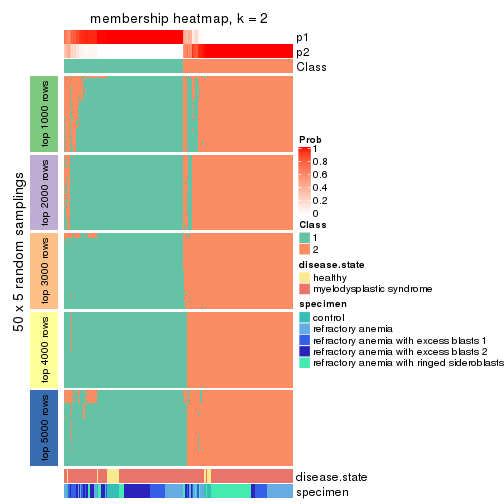 membership heatmap, k = 2
p1
p2
Class
50 x 5 random samplings
top 1000 rows
top 2000 rows
top 3000 rows
top 4000 rows
top 5000 rows
Prob
1
0.8
0.6
0.4
0.2
0
Class
1
2
disease.state
healthy
myelodysplastic syndrome
specimen
control
refractory anemia
refractory anemia with excess blasts 1
refractory anemia with excess blasts 2
refractory anemia with ringed sideroblasts
disease.state
specimen